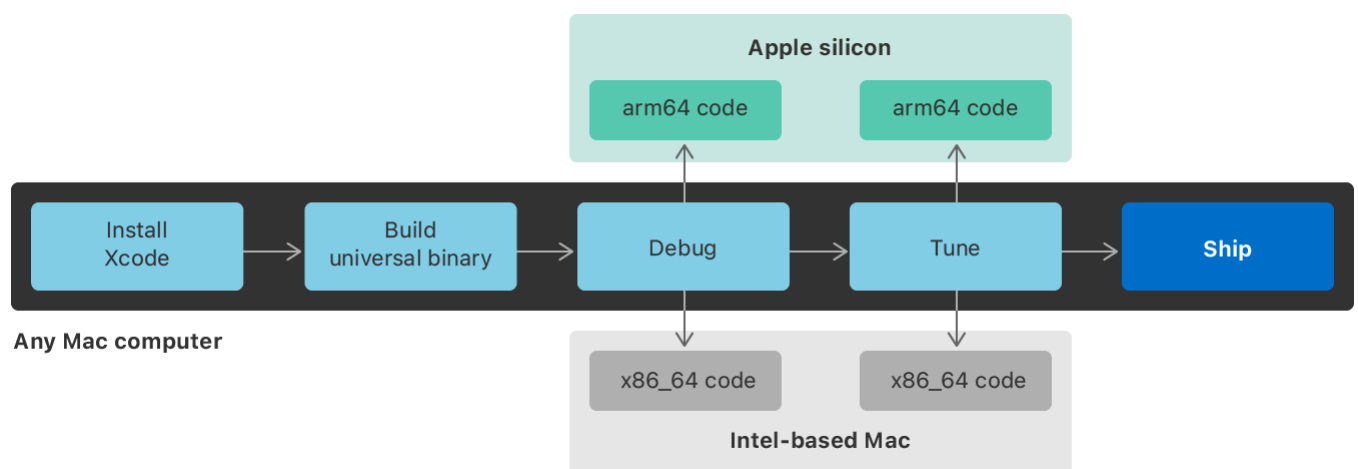 Apple silicon
arm64 code
arm64 code
Install
Xcode
Build
universal binary
Debug
Tune
Ship
Any Mac computer
x86_64 code
x86_64 code
Intel-based Mac